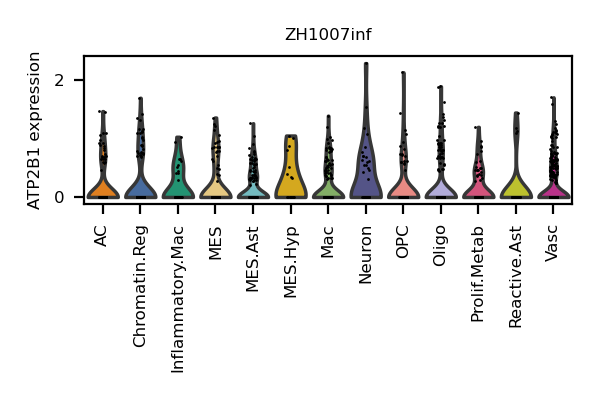 ZH1007inf
ATP2B1 expression
2
0
AC
Chromatin.Reg
Inflammatory.Mac
MES
MES.Ast
MES.Hyp
Mac
Neuron
OPC
Oligo
Prolif.Metab
Reactive.Ast
Vasc